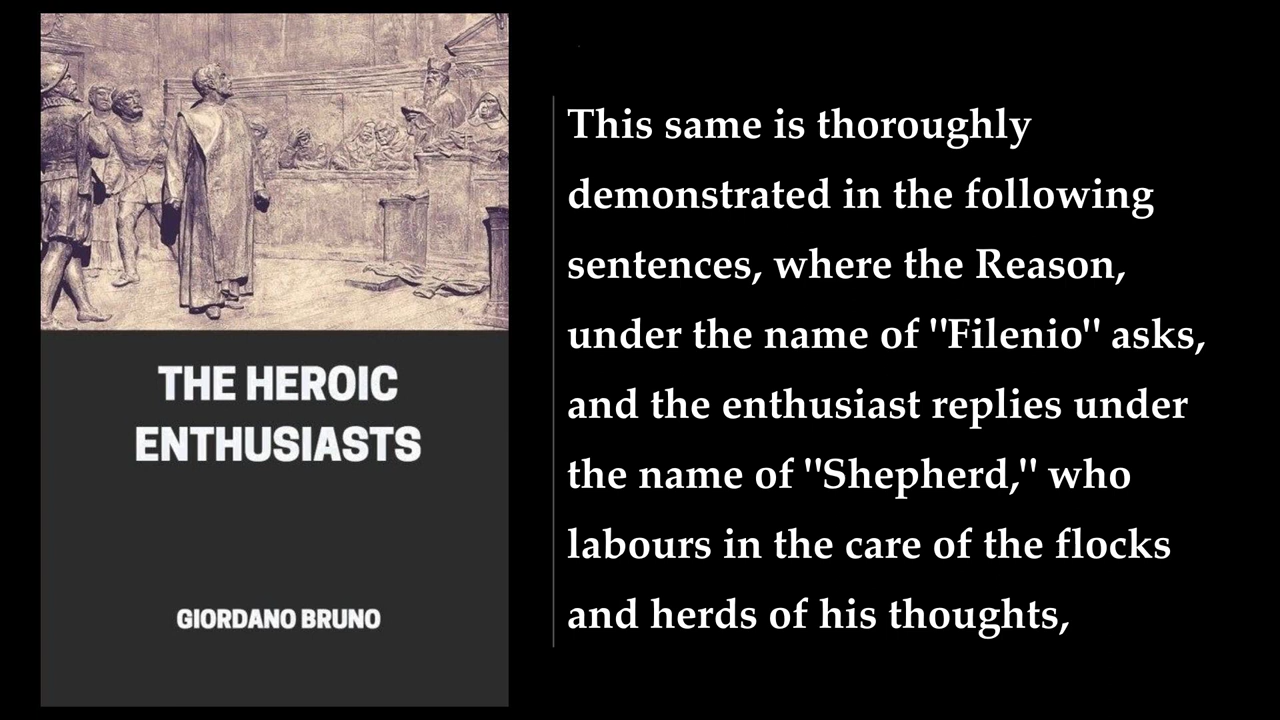 THE HEROIC
ENTHUSIASTS
GIORDANO BRUNO
This same is thoroughly
demonstrated in the following
sentences, where the Reason,
under the name of "Filenio" asks,
and the enthusiast replies under
the name of "Shepherd," who
labours in the care of the flocks
and herds of his thoughts,